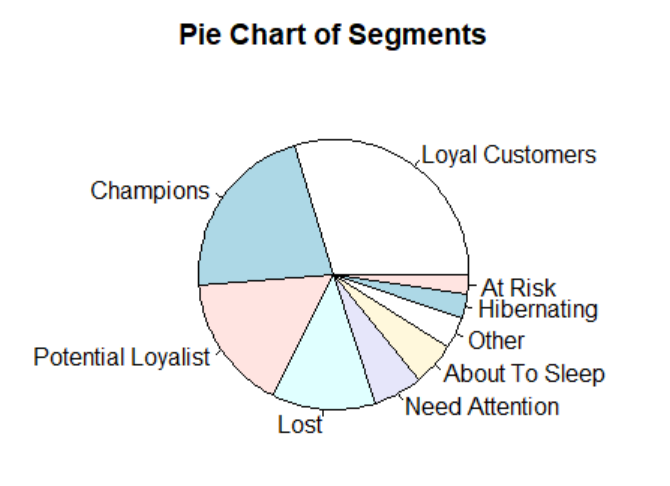 Pie Chart of Segments
Loyal Customers
Champions
At Risk
Hibernating
Other
Potential Loyalist
About To Sleep
Need Attention
Lost